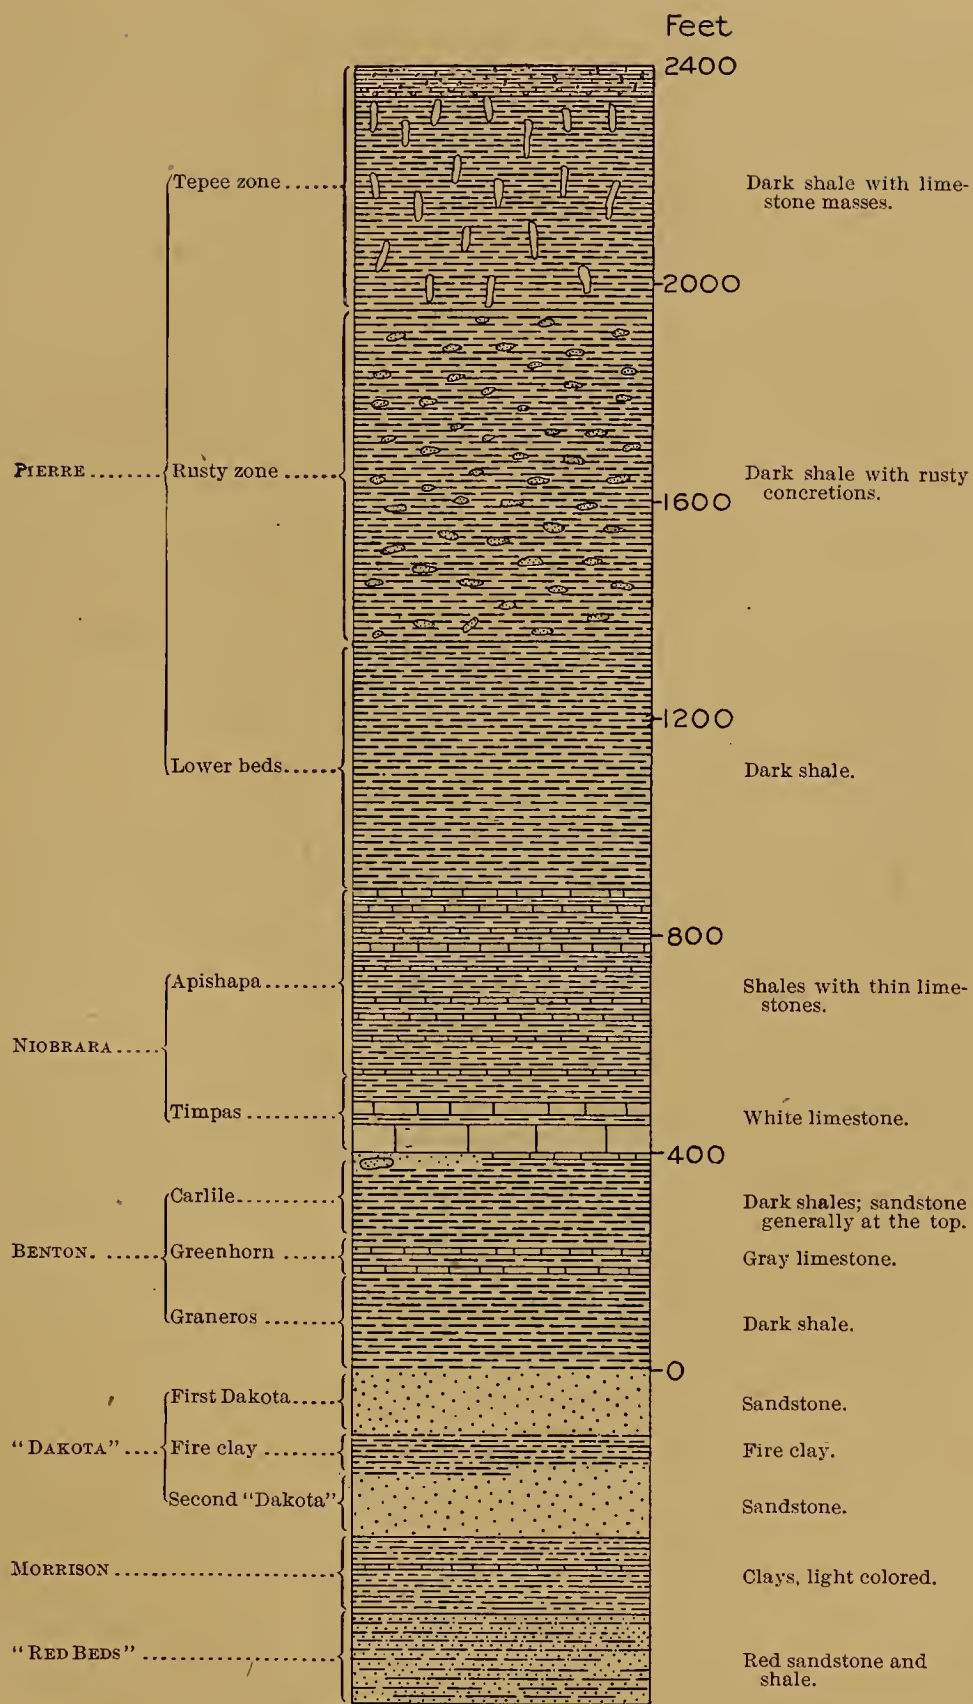 Feet
2400
Tepee zone
Dark shale with lime-
stone masses.
2000
PIERRE
Rusty zone
Dark shale with rusty
concretions.
1600
1200
Lower beds
Dark shale.
800
Apishapa
Shales with thin lime-
stones.
NIOBRARA
Timpas
White limestone.
400
Carlile
Dark shales; sandstone
generally at the top.
BENTON.
Greenhorn
Gray limestone.
Graneros
Dark shale.
0
First Dakota
Sandstone.
"DAKOTA"
Fire clay
Fire clay.
Second "Dakota"
Sandstone.
MORRISON
Clays, light colored.
"RED BEDS"
Red sandstone and
shale.